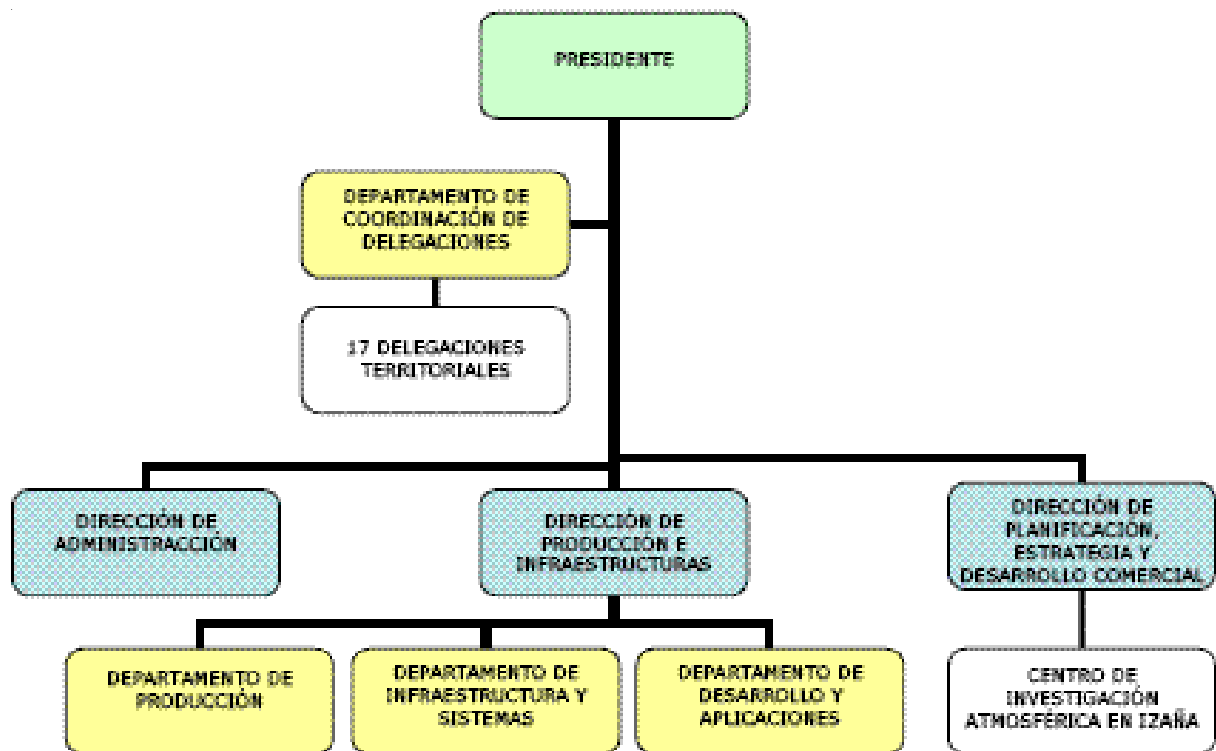 PRESIDENTE
DEPARTAMENTO DE
COORDINACIÓN DE
DELEGACIONES
17 DELEGACIONES
TERRITORIALES
DIRECCIÓN DE
ADMINISTRACCIÓN
DIRECCIÓN DE
PRODUCCIÓN E
INFRAESTRUCTURAS
DIRECCIÓN DE
PLANIFICACIÓN,
ESTRATEGIA Y
DESARROLLO COMERCIAL
DEPARTAMENTO DE
PRODUCCIÓN
DEPARTAMENTO DE
INFRAESTRUCTURA Y
SISTEMAS
DEPARTAMENTO DE
DESARROLLO Y
APLICACIONES
CENTRO DE
INVESTIGACIÓN
ATMOSFÉRICA EN IZAÑA